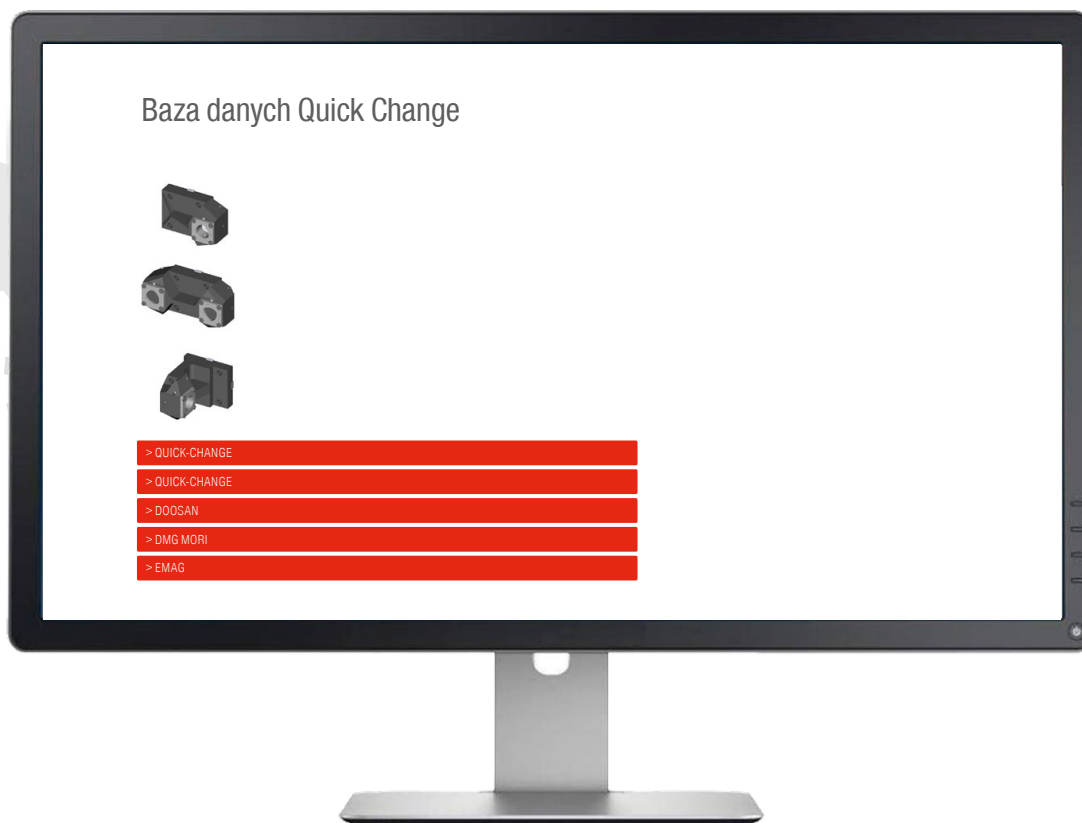 Baza danych Quick Change
> QUICK-CHANGE
> QUICK-CHANGE
> DOOSAN
> DMG MORI
> EMAG